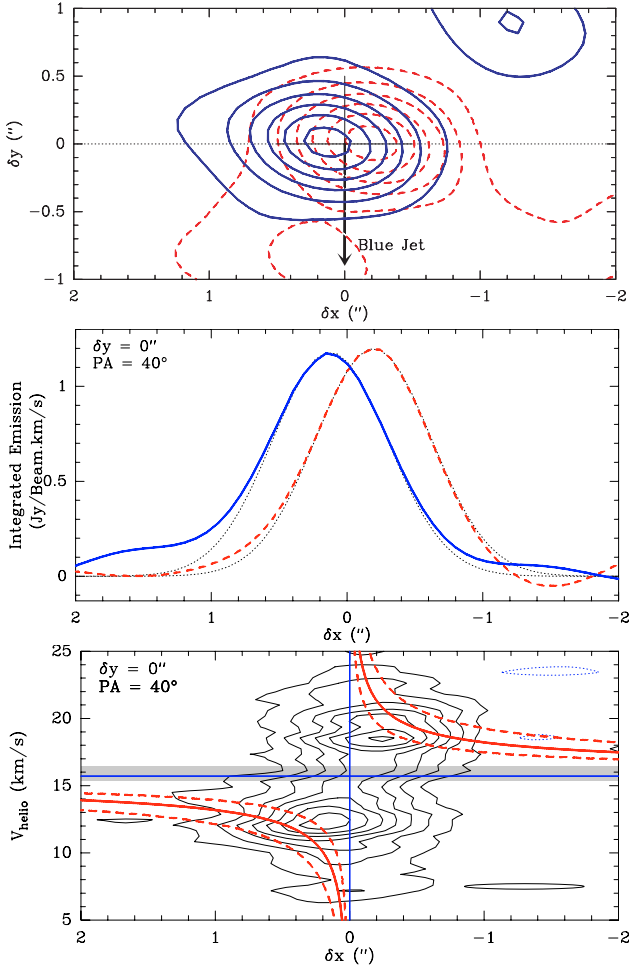 1
0.5
0
−0.5
−1
δy (″)
Blue Jet
2 1 0 −1 −2
δx (″)
δy = 0″
PA = 40°
1
0.5
0
Integrated Emission
(Jy/Beam.km/s)
2 1 0 −1 −2
δx (″)
25
δy = 0″
PA = 40°
20
15
10
5
V_helio (km/s)
2 1 0 −1 −2
δx (″)